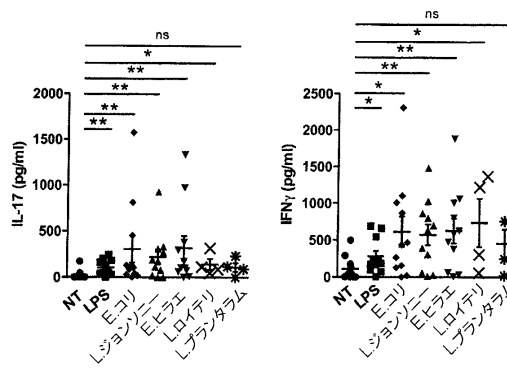 ns
*
**
**
**
**
IL-17 (pg/ml)
2000
1500
1000
500
0
NT
LPS
E.コリ
L.ジョンソニー
E.ヒラエ
L.ロイテリ
L.プランタラム
ns
*
**
**
*
*
IFNγ (pg/ml)
2500
2000
1500
1000
500
0
NT
LPS
E.コリ
L.ジョンソニー
E.ヒラエ
L.ロイテリ
L.プランタラム